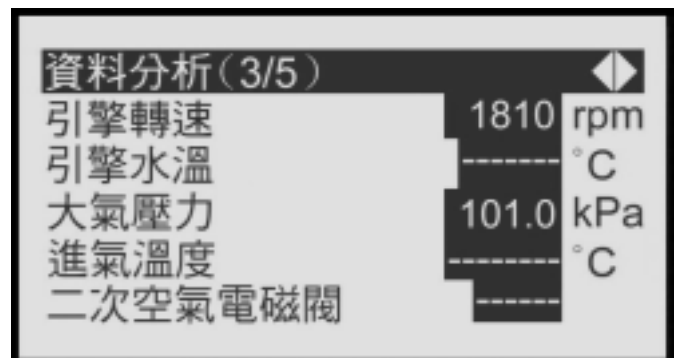 資料分析(3/5)
引擎轉速 1810 rpm
引擎水溫 ------- °C
大氣壓力 101.0 kPa
進氣溫度 -------- °C
二次空氣電磁閥 ------